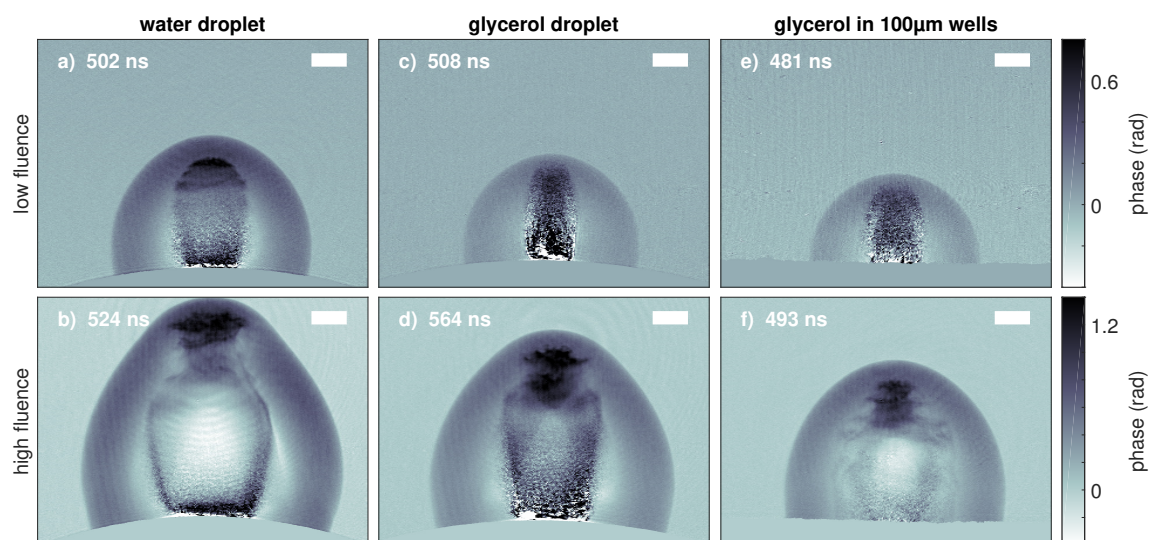 water droplet
glycerol droplet
glycerol in 100µm wells
low fluence
a) 502 ns
c) 508 ns
e) 481 ns
0.6
0
phase (rad)
high fluence
b) 524 ns
d) 564 ns
f) 493 ns
1.2
0
phase (rad)